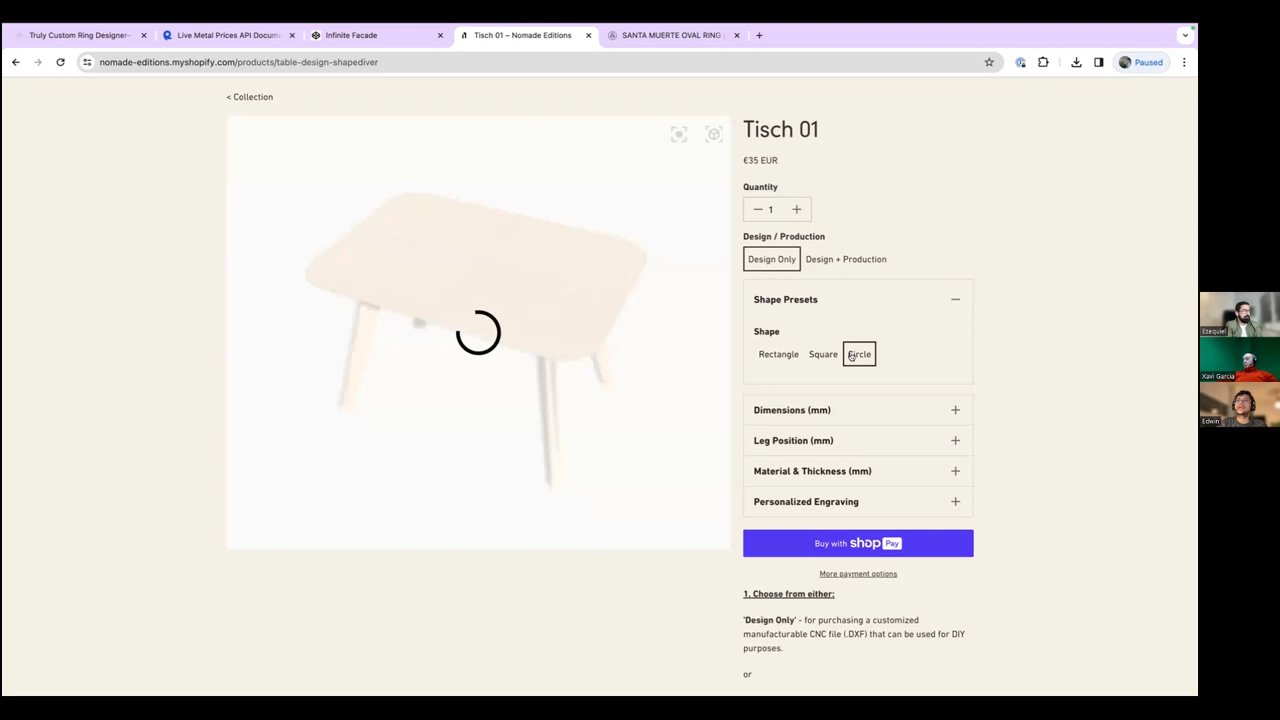 Truly Custom Ring Designer-
Live Metal Prices API Docum
Infinite Facade
Tisch 01 – Nomade Editions
SANTA MUERTE OVAL RING |
nomade-editions.myshopify.com/products/table-design-shapediver
Paused
< Collection
Tisch 01
€35 EUR
Quantity
1
Design / Production
Design Only
Design + Production
Shape Presets
Shape
Rectangle
Square
Circle
Dimensions (mm)
Leg Position (mm)
Material & Thickness (mm)
Personalized Engraving
Buy with shop Pay
More payment options
1. Choose from either:
'Design Only' - for purchasing a customized
manufacturable CNC file (.DXF) that can be used for DIY
purposes.
or
Ezequiel
Xavi Garcia
Edwin